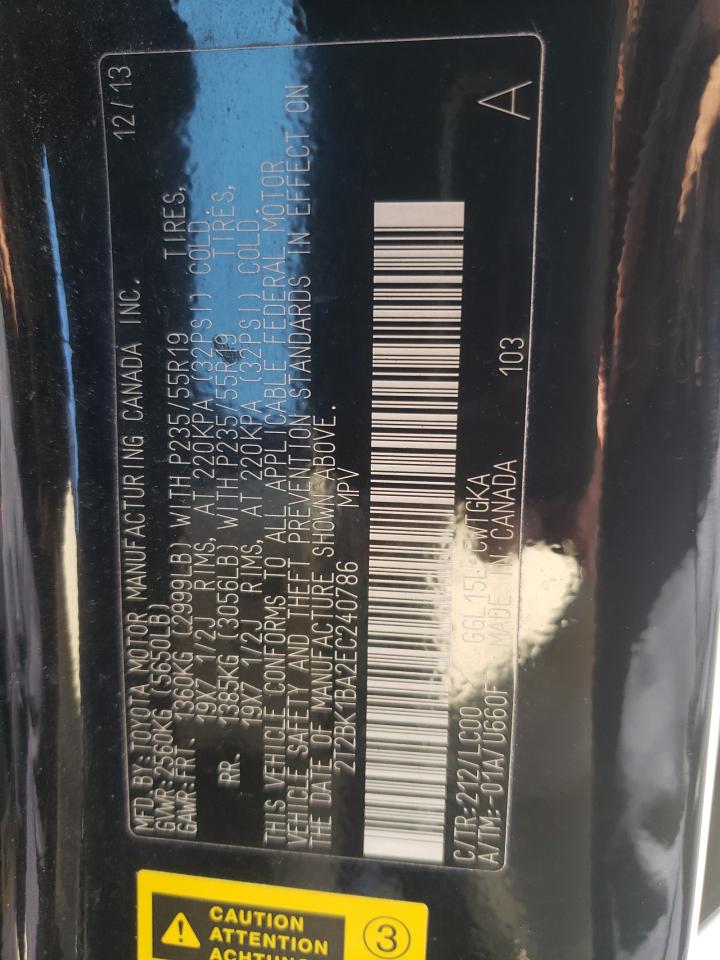 MFD BY: TOYOTA MOTOR MANUFACTURING CANADA INC. 12/13
GVWR: 2560KG (5650LB)
GAWR: FRT. 1360KG (2999LB) WITH P235/55R19 TIRES,
19X7 1/2J RIMS, AT 220KPA (32PSI) COLD.
RR. 1385KG (3056LB) WITH P235/55R19 TIRES,
19X7 1/2J RIMS, AT 220KPA (32PSI) COLD.
THIS VEHICLE CONFORMS TO ALL APPLICABLE FEDERAL MOTOR
VEHICLE SAFETY AND THEFT PREVENTION STANDARDS IN EFFECT ON
THE DATE OF MANUFACTURE SHOWN ABOVE.
2T2BK1BA2EC240786 MPV
C/TR: 212/LC00 103 A
A/TM: -01A/U660F MADE IN CANADA
CAUTION
ATTENTION
ACHTUNG
3